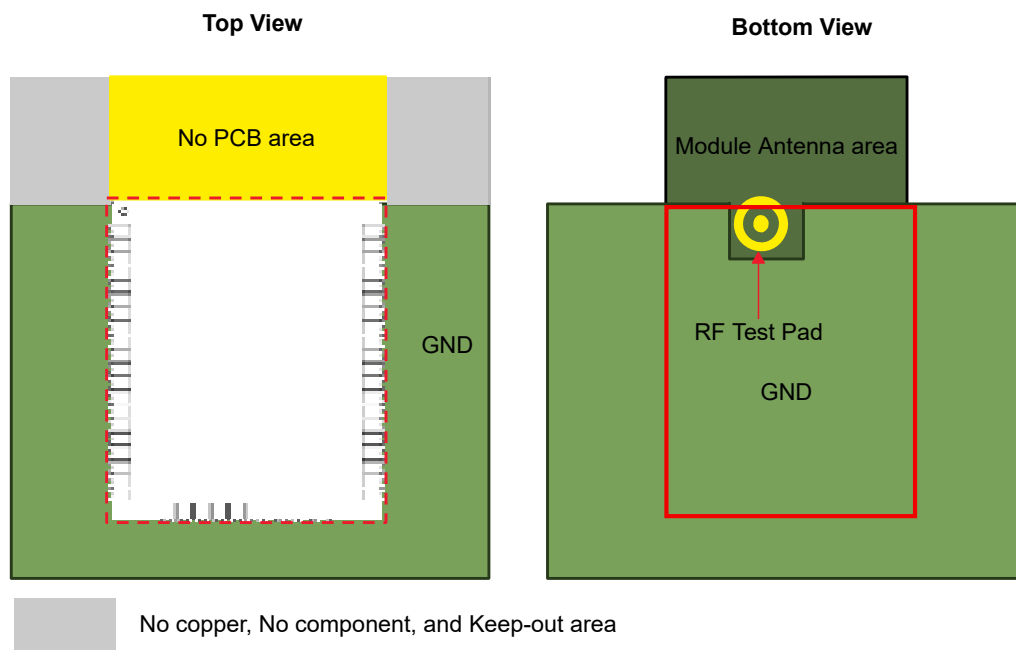 Top View
Bottom View
No PCB area
Module Antenna area
GND
RF Test Pad
GND
No copper, No component, and Keep-out area